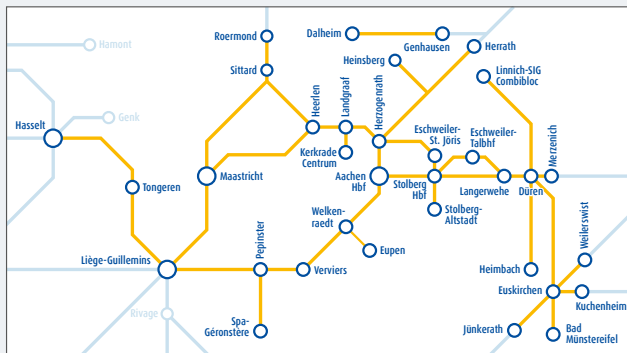 Hamont
Roermond
Dalheim
Genhausen
Herrath
Heinsberg
Sittard
Linnich-SIG
Combibloc
Genk
Hasselt
Heerlen
Landgraaf
Herzogenrath
Eschweiler-
St. Jöris
Eschweiler-
Talbhf
Merzenich
Kerkrade
Centrum
Tongeren
Maastricht
Aachen
Hbf
Stolberg
Hbf
Langerwehe
Düren
Welken-
raedt
Stolberg-
Altstadt
Weilerswist
Pepinster
Eupen
Liège-Guillemins
Verviers
Heimbach
Euskirchen
Kuchenheim
Rivage
Spa-
Géronstère
Jünkerath
Bad
Münstereifel